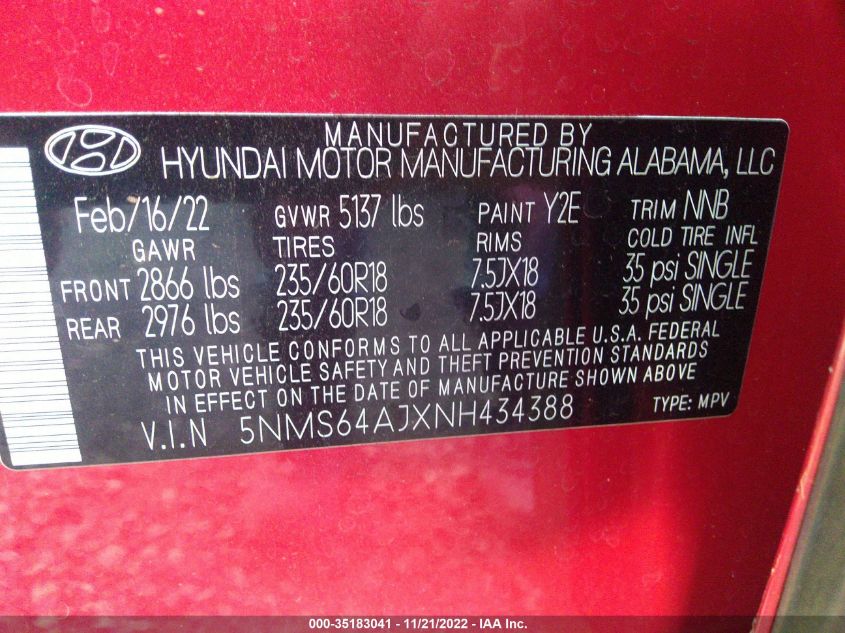 MANUFACTURED BY
HYUNDAI MOTOR MANUFACTURING ALABAMA, LLC
Feb/16/22 GVWR 5137 lbs PAINT Y2E TRIM NNB
GAWR TIRES RIMS COLD TIRE INFL
FRONT 2866 lbs 235/60R18 7.5JX18 35 psi SINGLE
REAR 2976 lbs 235/60R18 7.5JX18 35 psi SINGLE
THIS VEHICLE CONFORMS TO ALL APPLICABLE U.S.A. FEDERAL
MOTOR VEHICLE SAFETY AND THEFT PREVENTION STANDARDS
IN EFFECT ON THE DATE OF MANUFACTURE SHOWN ABOVE
V.I.N 5NMS64AJXNH434388 TYPE: MPV
000-35183041 - 11/21/2022 - IAA Inc.